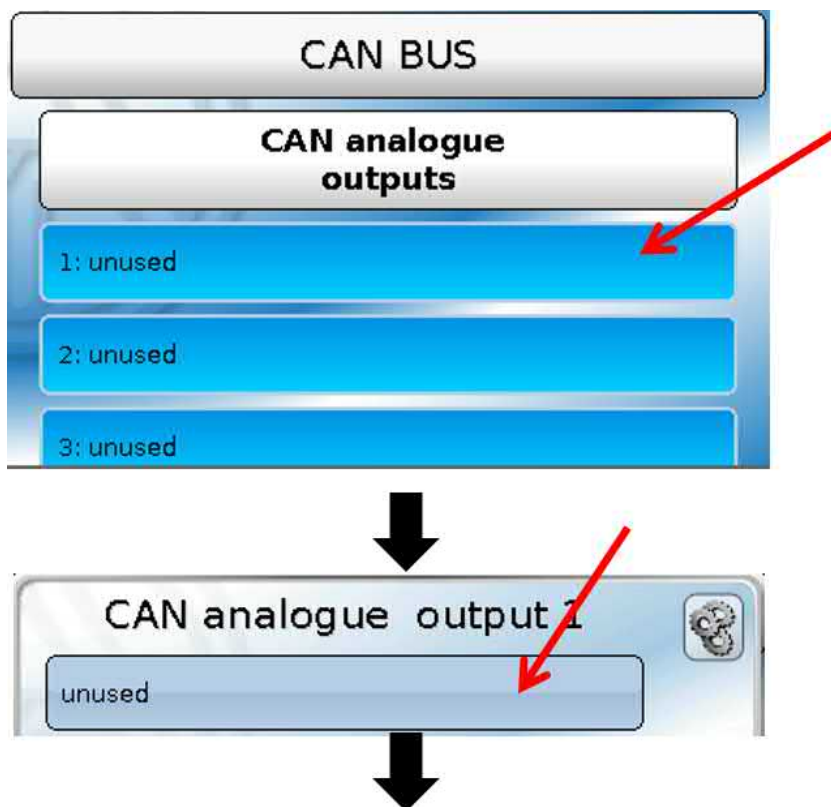 CAN BUS
CAN analogue
outputs
1: unused
2: unused
3: unused
CAN analogue output 1
unused